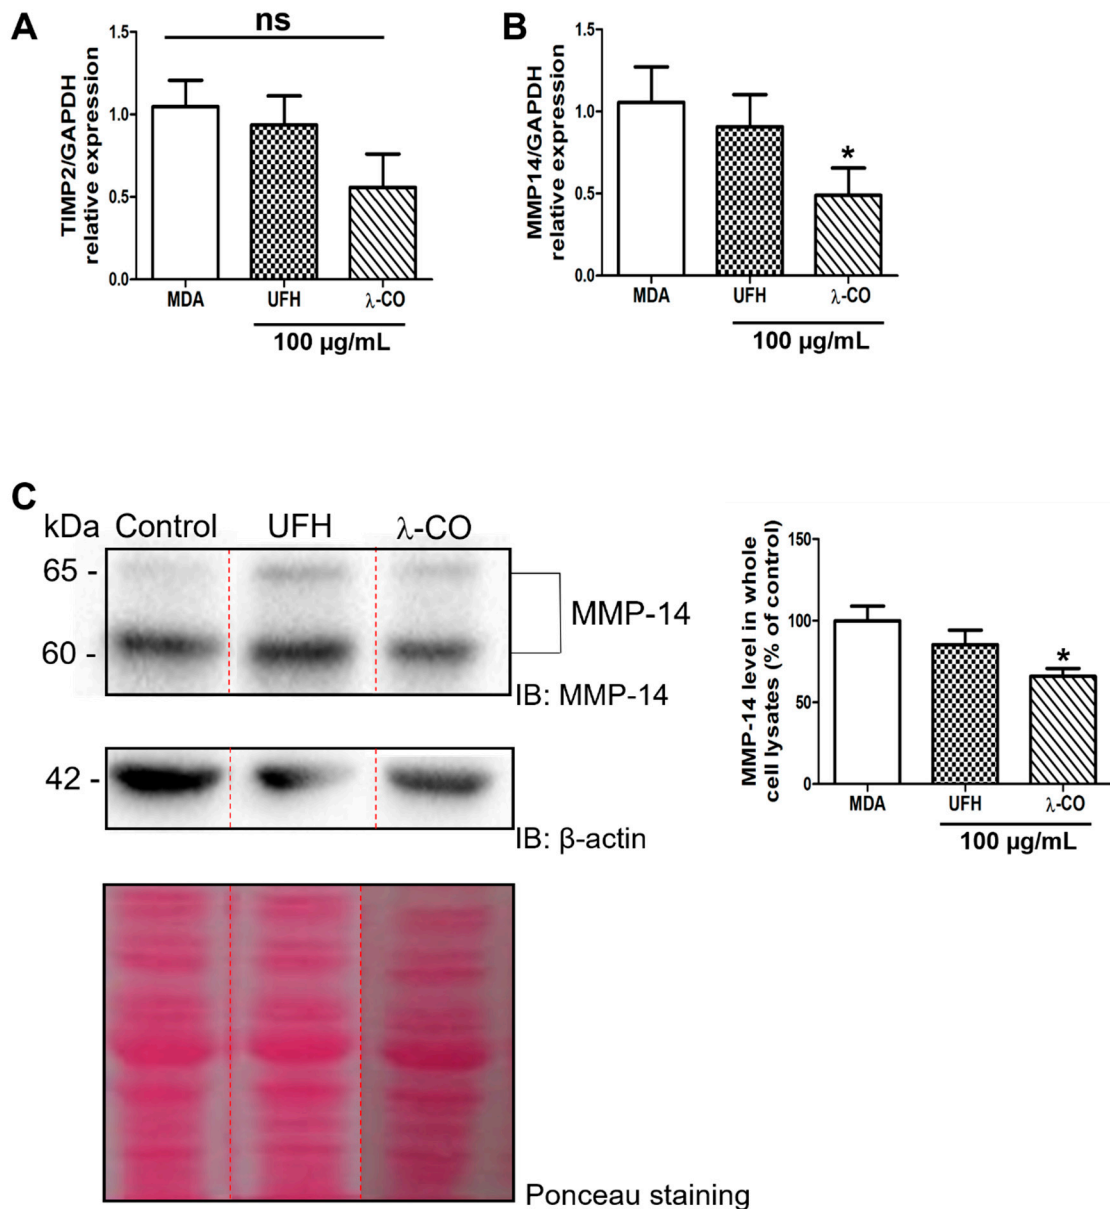 A
ns
TIMP2/GAPDH
relative expression
1.5
1.0
0.5
0.0
MDA UFH λ-CO
100 µg/mL
B
MMP14/GAPDH
relative expression
1.5
1.0
0.5
0.0
*
MDA UFH λ-CO
100 µg/mL
C
kDa Control UFH λ-CO
65 -
60 -
MMP-14
IB: MMP-14
42 -
IB: β-actin
Ponceau staining
MMP-14 level in whole
cell lysates (% of control)
150
100
50
0
*
MDA UFH λ-CO
100 µg/mL